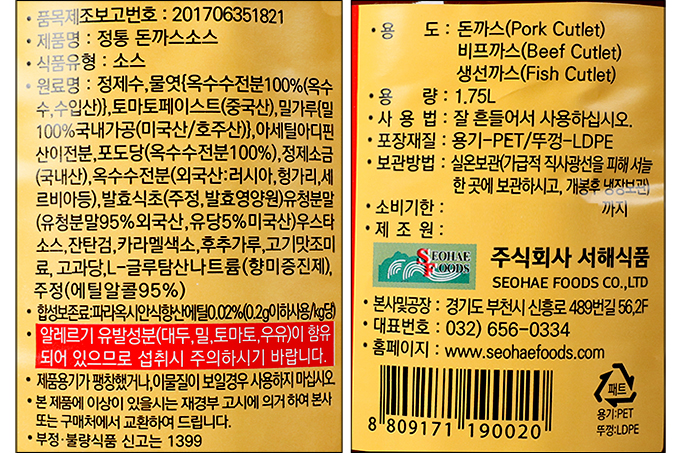 • 품목제조보고번호 : 201706351821
• 제품명 : 정통 돈까스소스
• 식품유형 : 소스
• 원료명 : 정제수,물엿{옥수수전분100%(옥수
수,수입산)},토마토페이스트(중국산),밀가루{밀
100%국내가공(미국산/호주산)},아세틸아디핀
산이전분, 포도당(옥수수전분100%), 정제소금
(국내산), 옥수수전분(외국산:러시아,헝가리,세
르비아등), 발효식초(주정, 발효영양원)유청분말
(유청분말95%외국산, 유당5%미국산)우스타
소스,잔탄검, 카라멜색소, 후추가루,고기맛조미
료, 고과당,L-글루탐산나트륨(향미증진제),
주정(에틸알콜95%)
• 합성보존료:파라옥시안식향산에틸0.02%(0.2g이하사용/kg당)
• 알레르기 유발성분(대두,밀,토마토,우유)이 함유
되어 있으므로 섭취시 주의하시기 바랍니다.
• 제품용기가 팽창했거나,이물질이 보일경우 사용하지 마십시오
• 본 제품에 이상이 있을시는 재경부 고시에 의거 하여 본사
또는 구매처에서 교환하여 드립니다.
• 부정·불량식품 신고는 1399
• 용 도 : 돈까스(Pork Cutlet)
비프까스(Beef Cutlet)
생선까스(Fish Cutlet)
• 용 량 : 1.75L
• 사 용 법 : 잘 흔들어서 사용하십시오.
• 포장재질 : 용기-PET/뚜껑-LDPE
• 보관방법 : 실온보관(가급적 직사광선을 피해 서늘
한 곳에 보관하시고, 개봉후 냉장보관)
• 소비기한 : 까지
• 제 조 원 :
SEOHAE FOODS
주식회사 서해식품
SEOHAE FOODS CO.,LTD
• 본사및공장 : 경기도 부천시 신흥로 489번길 56,2F
• 대표번호 : 032) 656-0334
• 홈페이지 : www.seohaefoods.com
8 809171 190020
페트
용기:PET
뚜껑:LDPE